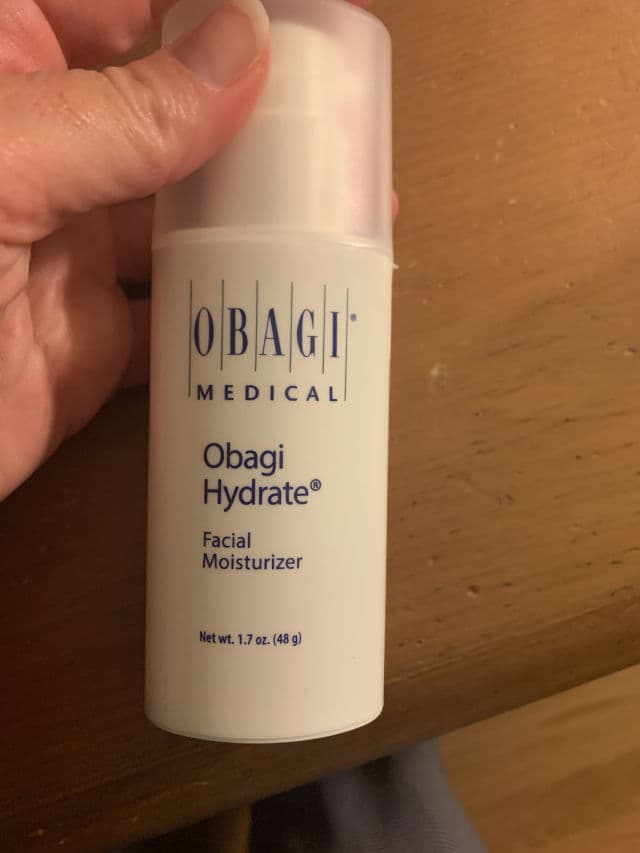 OBAGI®
MEDICAL
Obagi
Hydrate®
Facial
Moisturizer
Net wt. 1.7 oz. (48 g)